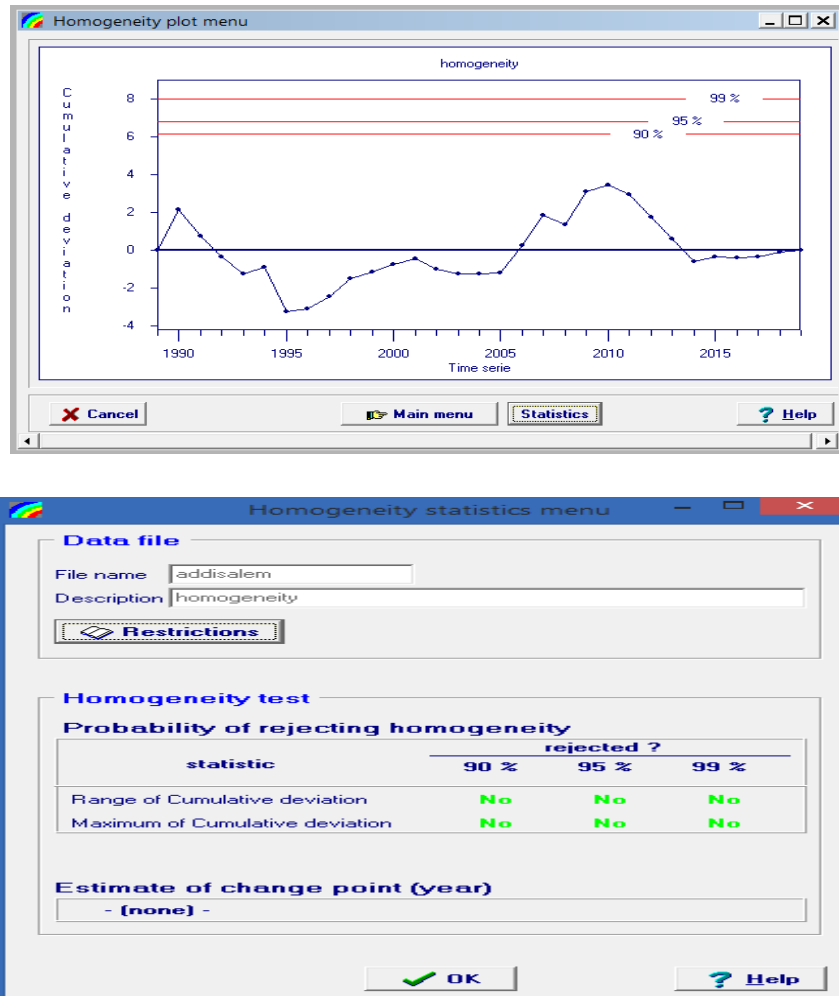 Homogeneity plot menu
homogeneity
Cumulative deviation
8
6
4
2
0
-2
-4
99 %
95 %
90 %
1990 1995 2000 2005 2010 2015
Time serie
Cancel Main menu Statistics ? Help
Homogeneity statistics menu
Data file
File name addisalem
Description homogeneity
Restrictions
Homogeneity test
Probability of rejecting homogeneity
rejected ?
statistic 90 % 95 % 99 %
Range of Cumulative deviation No No No
Maximum of Cumulative deviation No No No
Estimate of change point (year)
- (none) -
OK ? Help